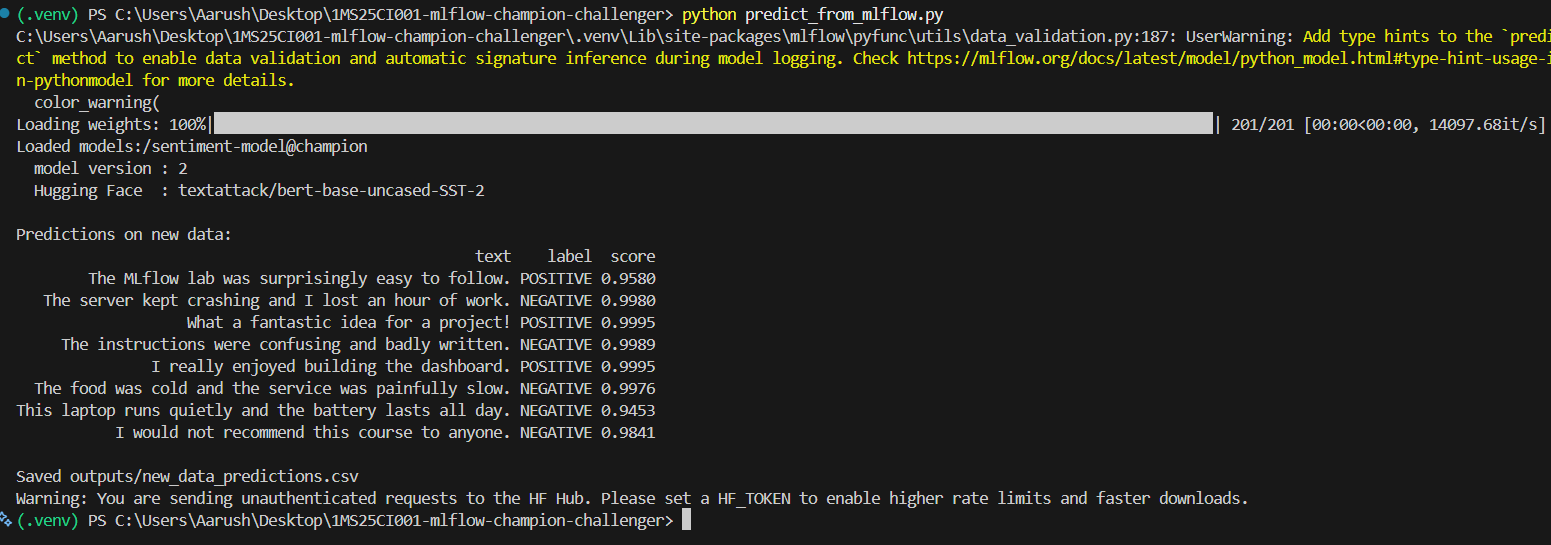 (.venv) PS C:\Users\Aarush\Desktop\1MS25CI001-mlflow-champion-challenger> python predict_from_mlflow.py
C:\Users\Aarush\Desktop\1MS25CI001-mlflow-champion-challenger\.venv\Lib\site-packages\mlflow\pyfunc\utils\data_validation.py:187: UserWarning: Add type hints to the `predi
ct` method to enable data validation and automatic signature inference during model logging. Check https://mlflow.org/docs/latest/model/python_model.html#type-hint-usage-i
n-pythonmodel for more details.
  color_warning(
Loading weights: 100%|                                                  | 201/201 [00:00<00:00, 14097.68it/s]
Loaded models:/sentiment-model@champion
  model version : 2
  Hugging Face  : textattack/bert-base-uncased-SST-2
Predictions on new data:
                                                   text    label  score
        The MLflow lab was surprisingly easy to follow. POSITIVE 0.9580
   The server kept crashing and I lost an hour of work. NEGATIVE 0.9980
                   What a fantastic idea for a project! POSITIVE 0.9995
     The instructions were confusing and badly written. NEGATIVE 0.9989
               I really enjoyed building the dashboard. POSITIVE 0.9995
  The food was cold and the service was painfully slow. NEGATIVE 0.9976
This laptop runs quietly and the battery lasts all day. NEGATIVE 0.9453
           I would not recommend this course to anyone. NEGATIVE 0.9841
Saved outputs/new_data_predictions.csv
Warning: You are sending unauthenticated requests to the HF Hub. Please set a HF_TOKEN to enable higher rate limits and faster downloads.
(.venv) PS C:\Users\Aarush\Desktop\1MS25CI001-mlflow-champion-challenger>